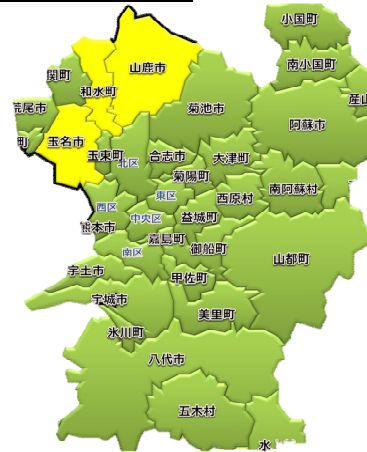 小国町
山鹿市
関町
南小国町
和水町
産山
荒尾市
菊池市
阿蘇市
町
玉名市
玉東町
北区
合志市
大津町
菊陽町
南阿蘇村
東区
西原村
西区
中央区
益城町
熊本市
嘉島町
御船町
山都町
南区
宇土市
甲佐町
宇城市
美里町
氷川町
八代市
五木村
水